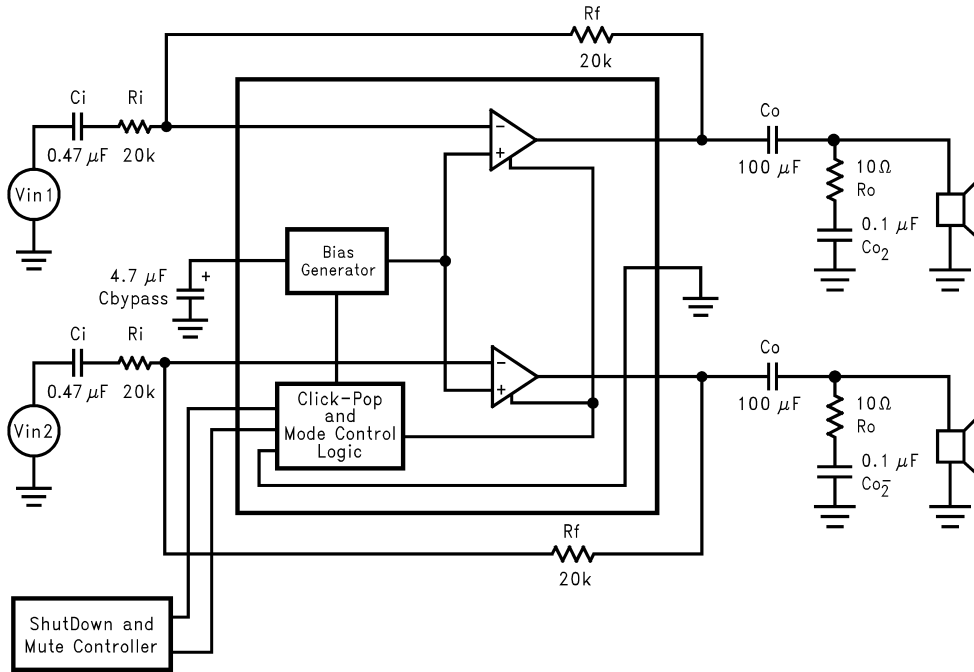 Rf
20k
Ci
Ri
0.47 μF
20k
Vin1
−
+
Co
100 μF
10Ω
Ro
0.1 μF
Co2
Bias
Generator
4.7 μF
+
Cbypass
Ci
Ri
0.47 μF
20k
Vin2
−
+
Click-Pop
and
Mode Control
Logic
Co
100 μF
10Ω
Ro
0.1 μF
Co2
Rf
20k
ShutDown and
Mute Controller